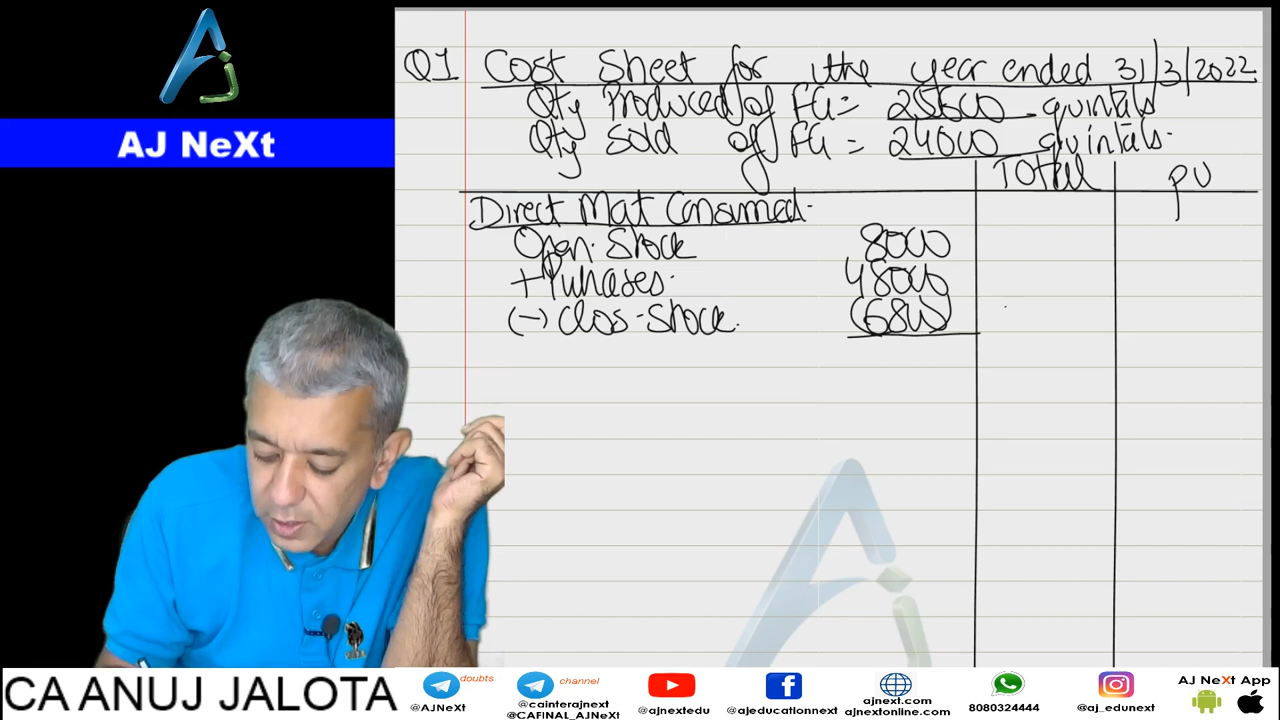 AJ NeXt
Q1 Cost Sheet for the year ended 31/3/2022
Qty Produced of FG = 25600 quintals
Qty Sold of FG = 24000 quintals.
Total PU
Direct Mat Consumed.
Open. Stock 8000
+ Puhases. 48000
(-) Clos-Stock. (6800)
CA ANUJ JALOTA
doubts
@AJNeXt
channel
@cainterajnext
@CAFINAL_AJNeXt
@ajnextedu
@ajeducationnext
ajnext.com
ajnextonline.com
8080324444
@aj_edunext
AJ NeXt App